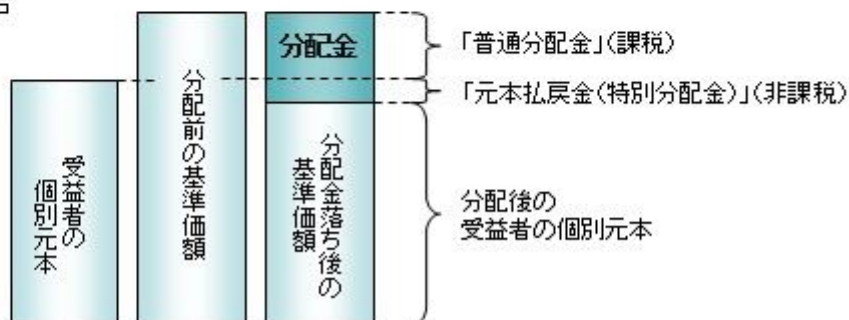 受益者の
個別元本
分配前の基準価額
分配金
分配金落ち後の
基準価額
「普通分配金」(課税)
「元本払戻金(特別分配金)」(非課税)
分配後の
受益者の個別元本